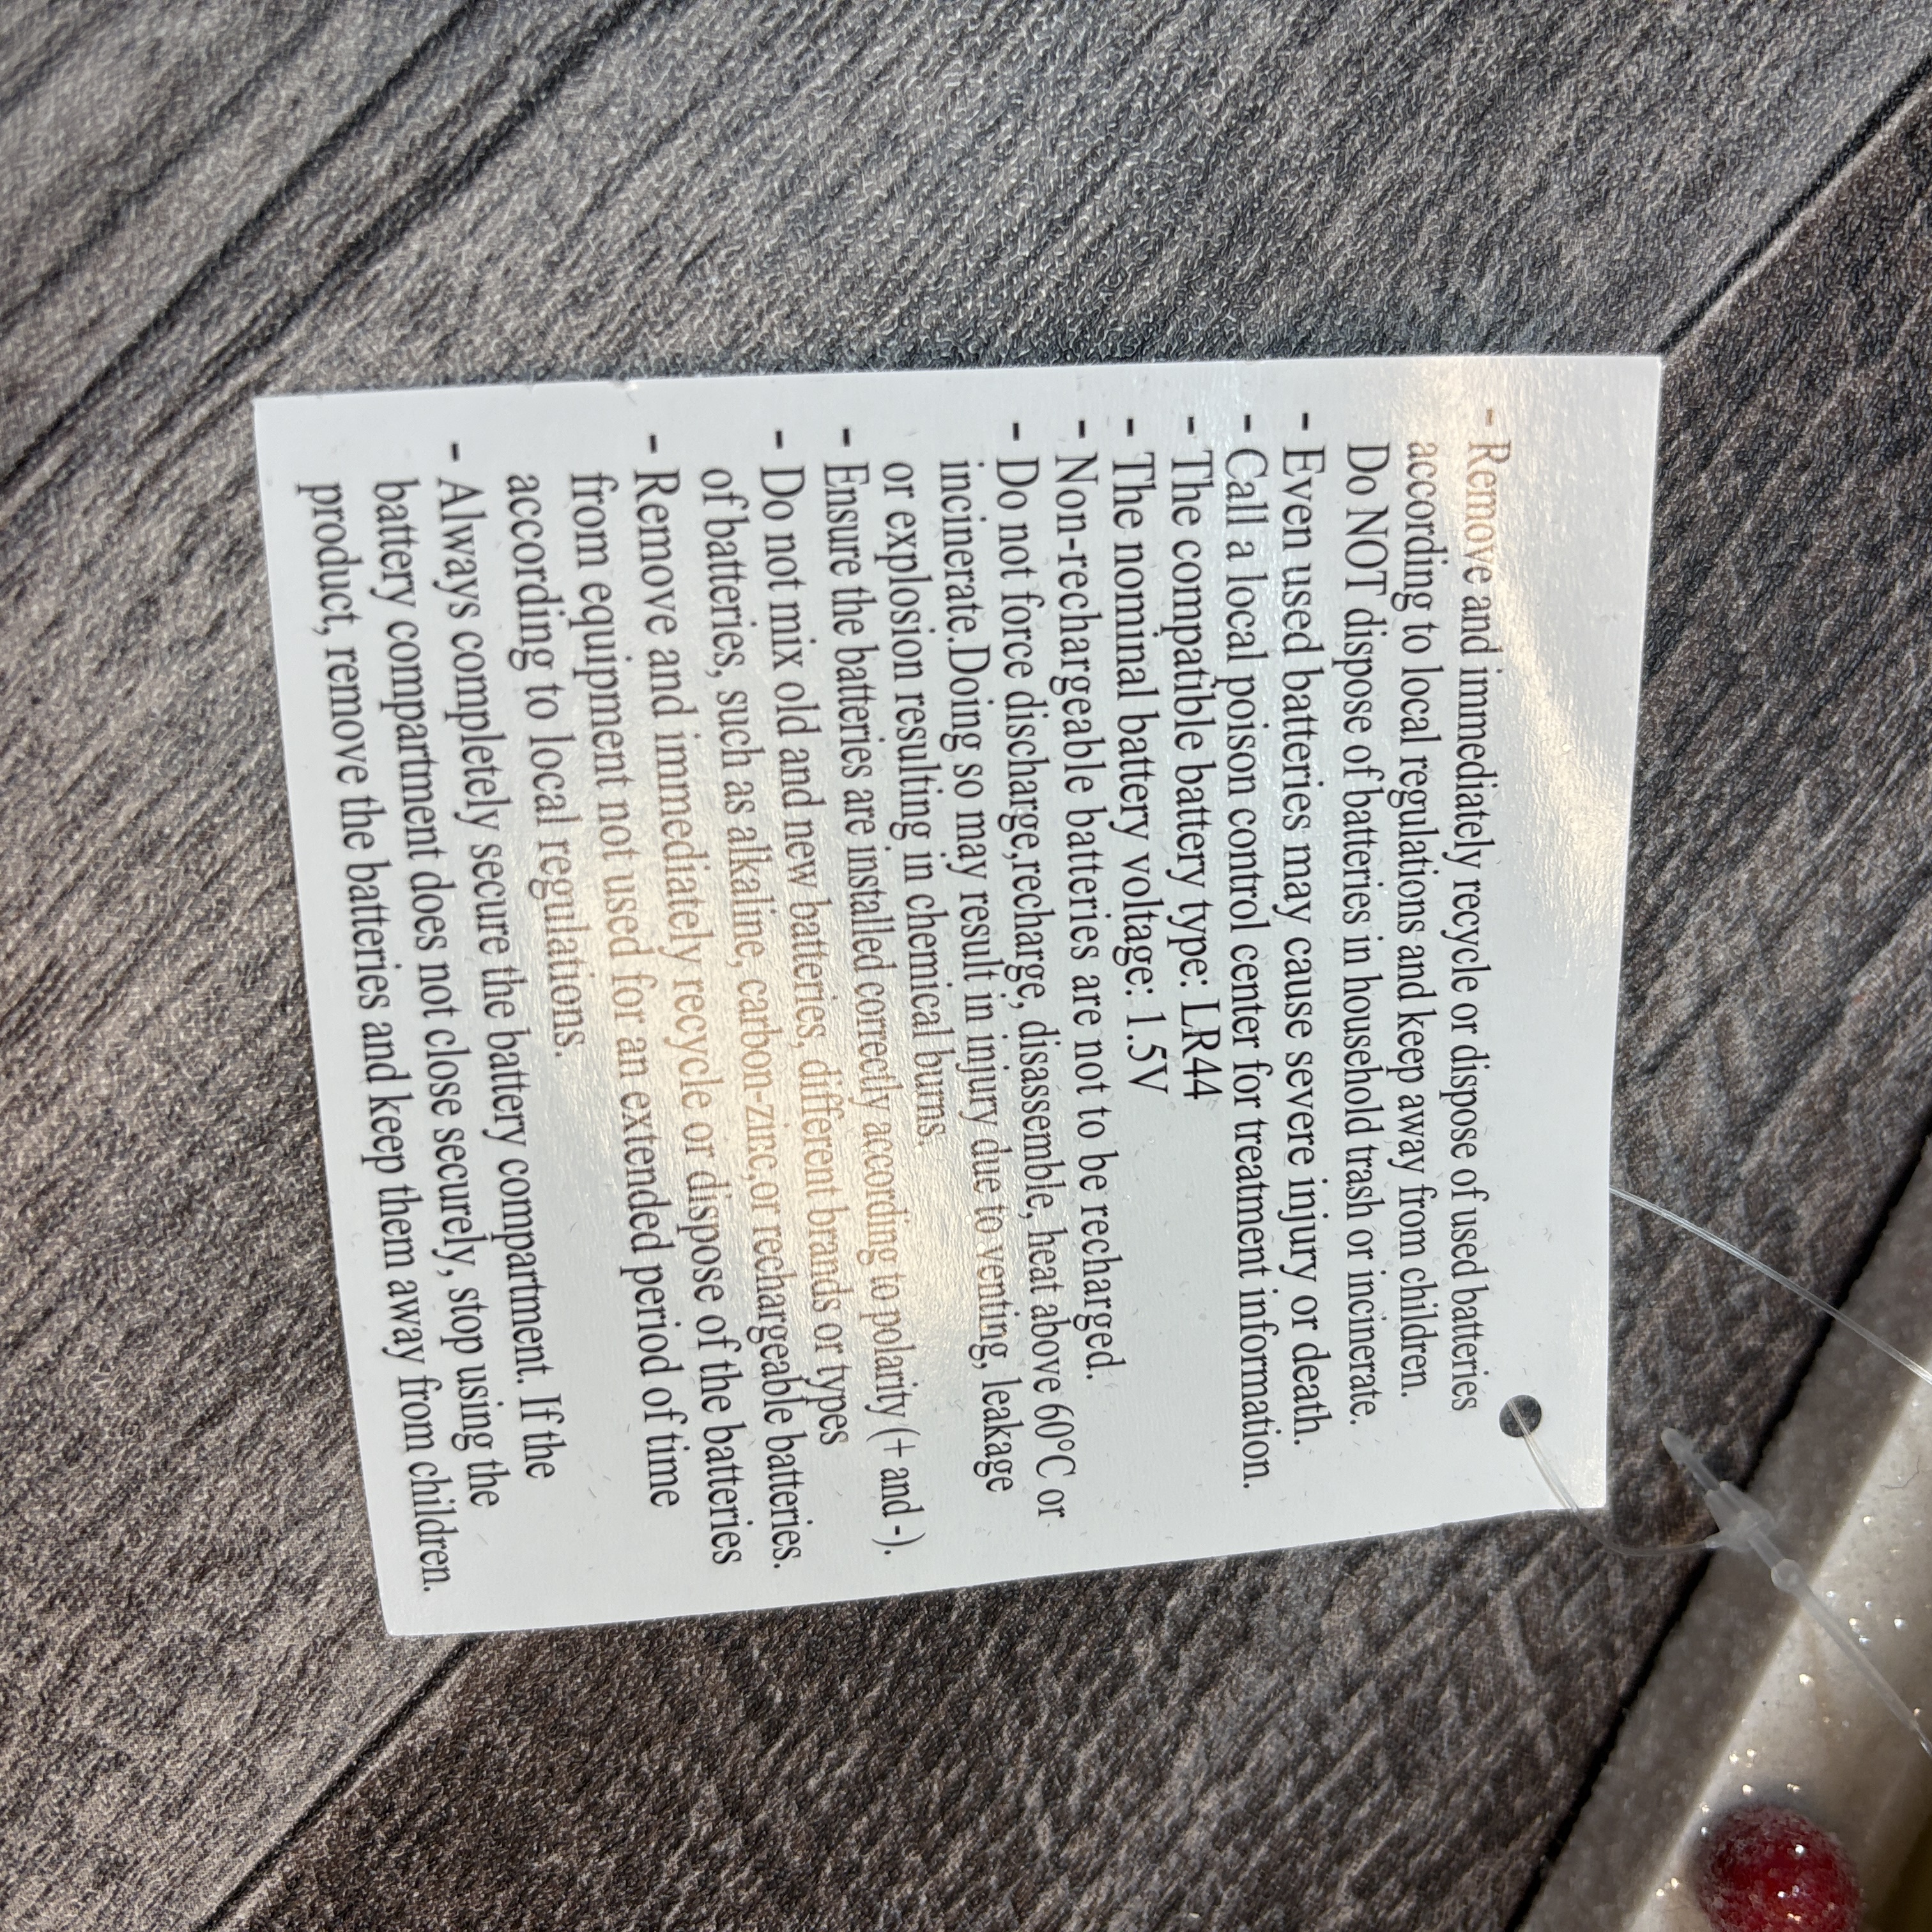 - Remove and immediately recycle or dispose of used batteries
according to local regulations and keep away from children.
Do NOT dispose of batteries in household trash or incinerate.
- Even used batteries may cause severe injury or death.
- Call a local poison control center for treatment information.
- The compatible battery type: LR44
- The nominal battery voltage: 1.5V
- Non-rechargeable batteries are not to be recharged.
- Do not force discharge,recharge, disassemble, heat above 60°C or
incinerate.Doing so may result in injury due to venting, leakage
or explosion resulting in chemical burns.
- Ensure the batteries are installed correctly according to polarity (+ and -).
- Do not mix old and new batteries, different brands or types
of batteries, such as alkaline, carbon-zinc,or rechargeable batteries.
- Remove and immediately recycle or dispose of the batteries
from equipment not used for an extended period of time
according to local regulations.
- Always completely secure the battery compartment. If the
battery compartment does not close securely, stop using the
product, remove the batteries and keep them away from children.